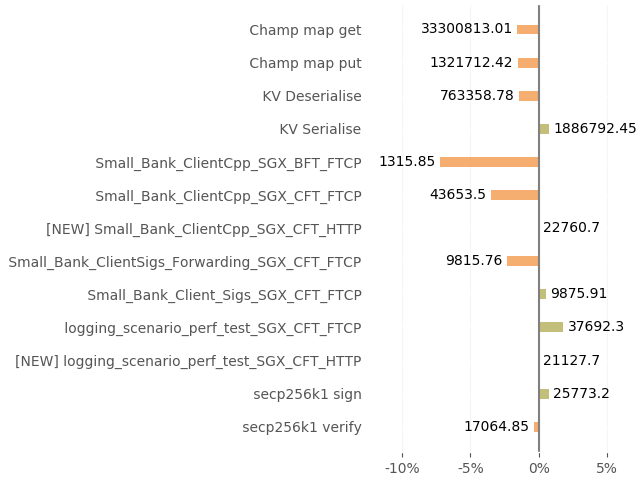 Champ map get 33300813.01
Champ map put 1321712.42
KV Deserialise 763358.78
KV Serialise 1886792.45
Small_Bank_ClientCpp_SGX_BFT_FTCP 1315.85
Small_Bank_ClientCpp_SGX_CFT_FTCP 43653.5
[NEW] Small_Bank_ClientCpp_SGX_CFT_HTTP 22760.7
Small_Bank_ClientSigs_Forwarding_SGX_CFT_FTCP 9815.76
Small_Bank_Client_Sigs_SGX_CFT_FTCP 9875.91
logging_scenario_perf_test_SGX_CFT_FTCP 37692.3
[NEW] logging_scenario_perf_test_SGX_CFT_HTTP 21127.7
secp256k1 sign 25773.2
secp256k1 verify 17064.85
-10% -5% 0% 5%